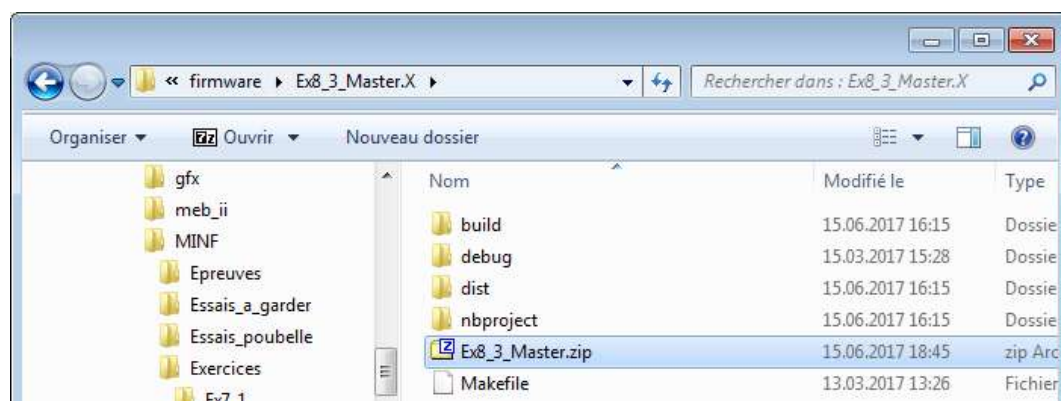 « firmware ▸ Ex8_3_Master.X ▸ Rechercher dans : Ex8_3_Master.X
Organiser ▾ 7z Ouvrir ▾ Nouveau dossier
gfx
meb_ii
MINF
Epreuves
Essais_a_garder
Essais_poubelle
Exercices
Ex7_1
Nom Modifié le Type
build 15.06.2017 16:15 Dossie
debug 15.03.2017 15:28 Dossie
dist 15.06.2017 16:15 Dossie
nbproject 15.06.2017 16:15 Dossie
Ex8_3_Master.zip 15.06.2017 18:45 zip Arc
Makefile 13.03.2017 13:26 Fichier